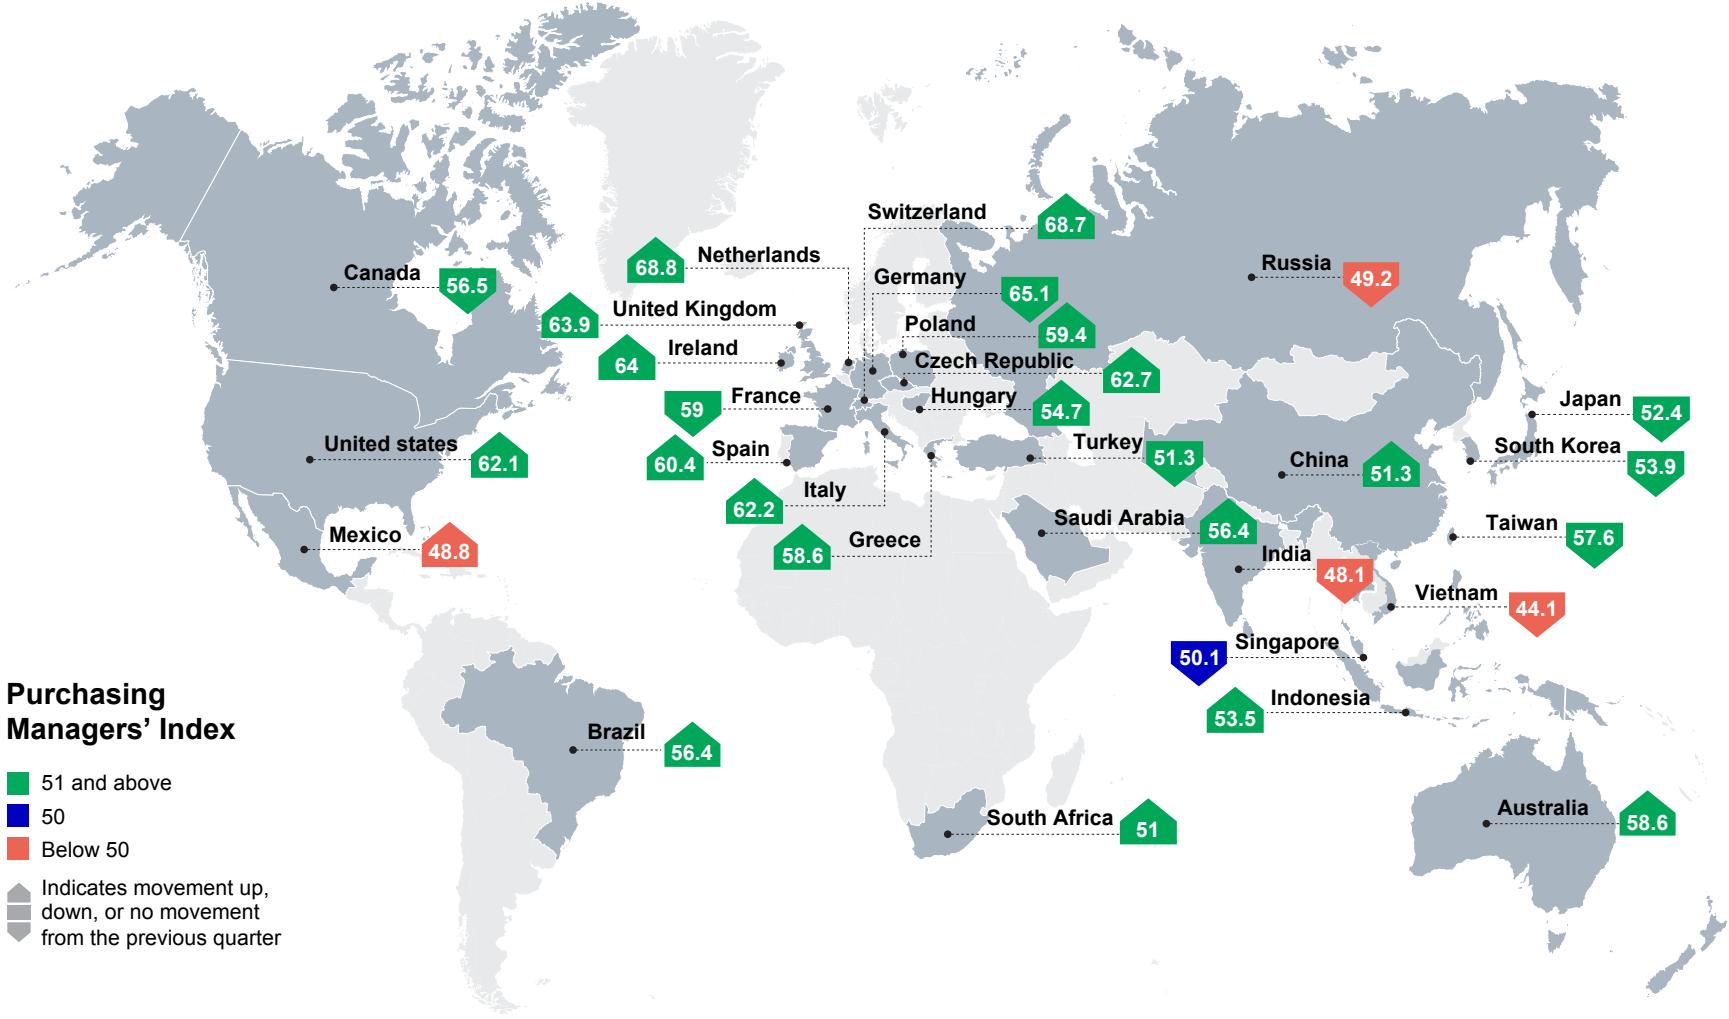 Switzerland
68.7
Netherlands
68.8
Canada
56.5
Germany
65.1
Russia
49.2
United Kingdom
63.9
Poland
59.4
Ireland
64
Czech Republic
62.7
France
59
Hungary
54.7
Japan
52.4
United states
62.1
Spain
60.4
Turkey
51.3
China
51.3
South Korea
53.9
Italy
62.2
Mexico
48.8
Greece
58.6
Saudi Arabia
56.4
Taiwan
57.6
India
48.1
Vietnam
44.1
Singapore
50.1
Indonesia
53.5
Brazil
56.4
South Africa
51
Australia
58.6
Purchasing
Managers’ Index
51 and above
50
Below 50
Indicates movement up,
down, or no movement
from the previous quarter